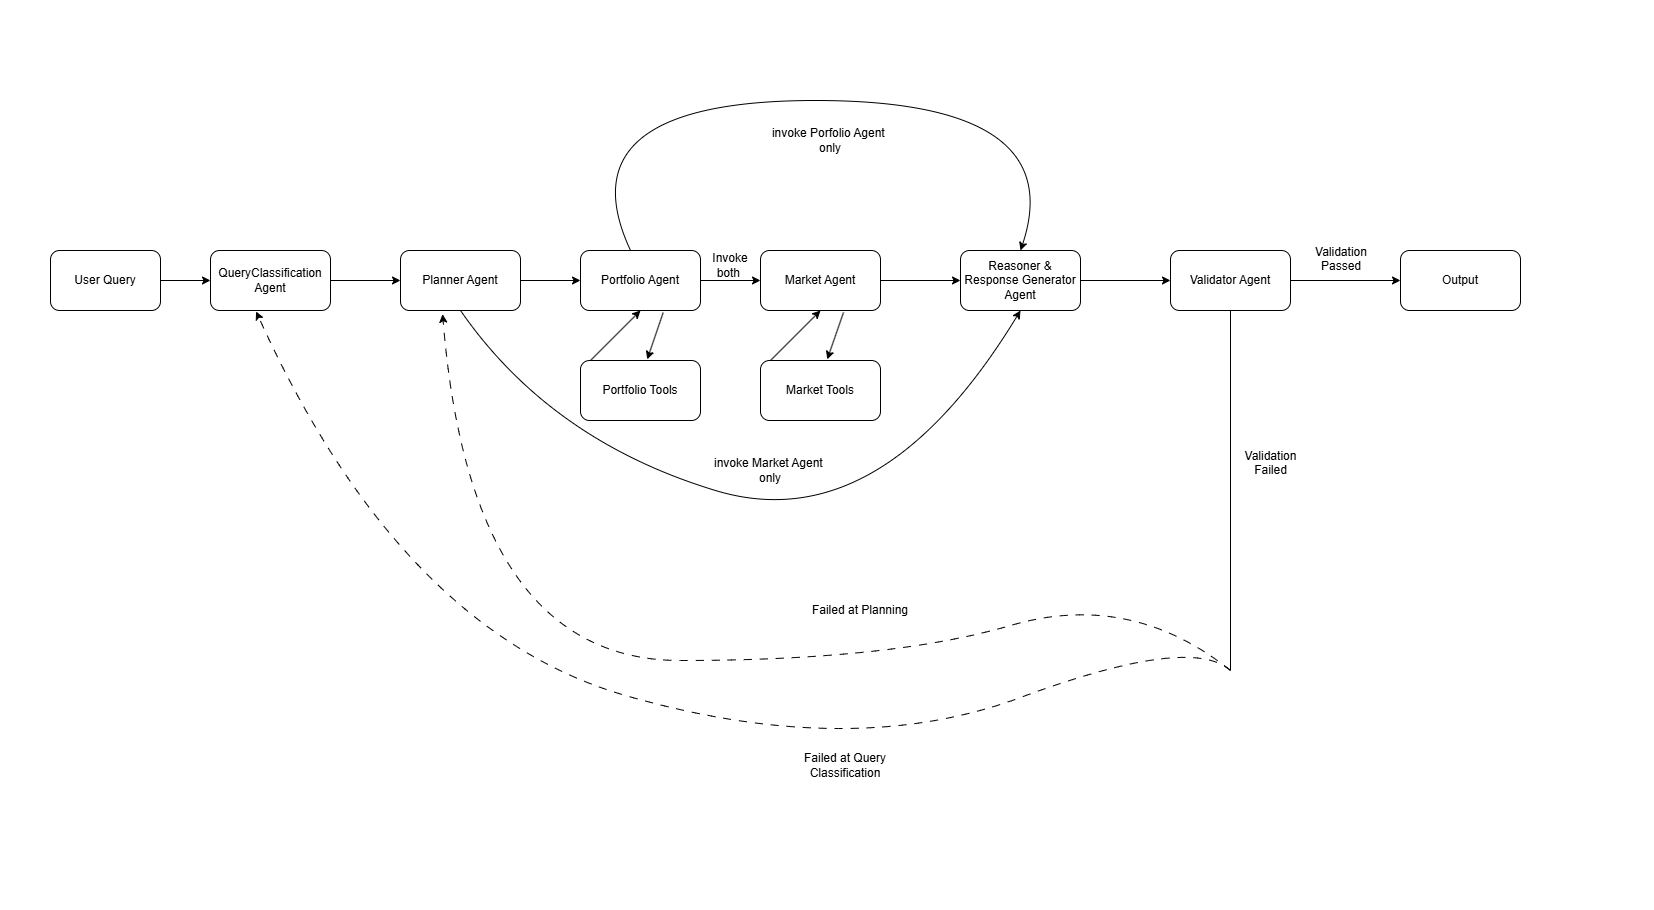 invoke Porfolio Agent
only
User Query
QueryClassification
Agent
Planner Agent
Portfolio Agent
Invoke
both
Market Agent
Reasoner &
Response Generator
Agent
Validator Agent
Validation
Passed
Output
Portfolio Tools
Market Tools
invoke Market Agent
only
Validation
Failed
Failed at Planning
Failed at Query
Classification